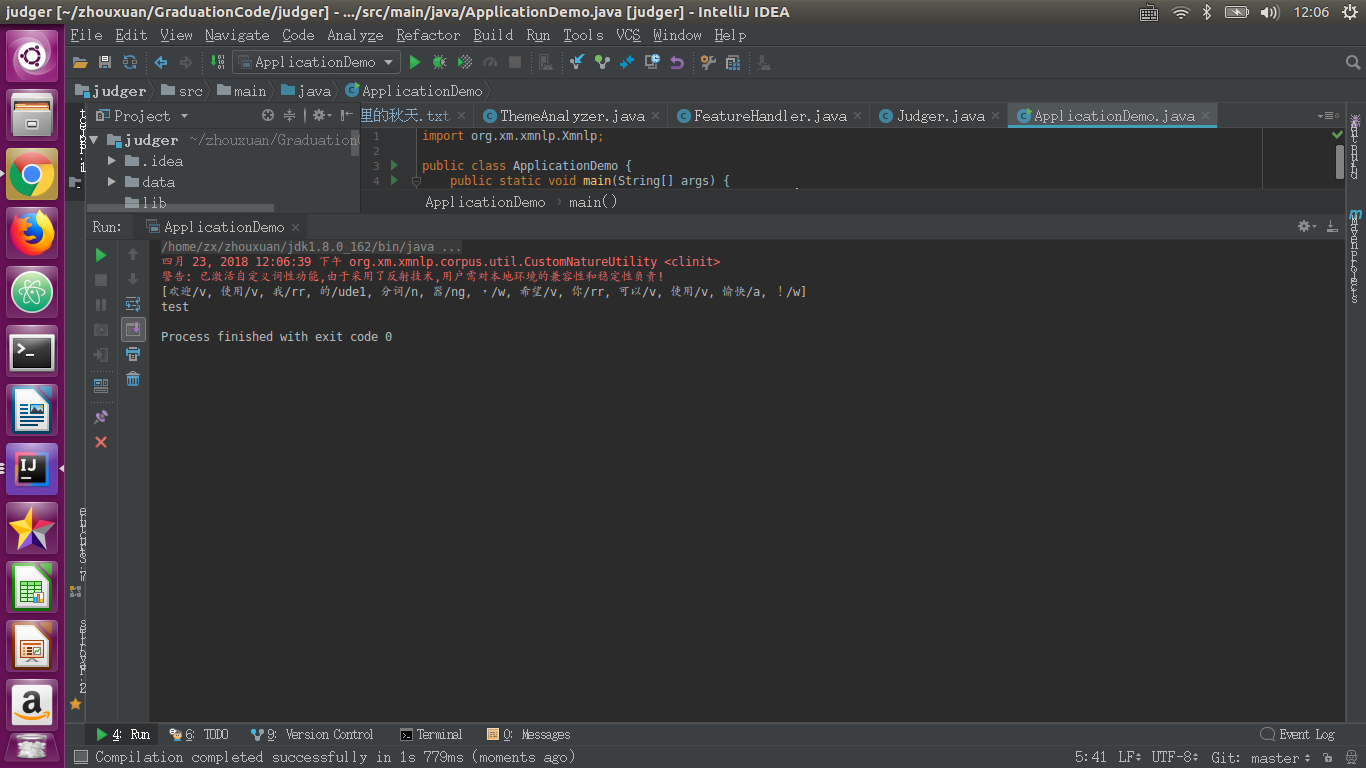 judger [~/zhouxuan/GraduationCode/judger] - .../src/main/java/ApplicationDemo.java [judger] - IntelliJ IDEA
12:06
File Edit View Navigate Code Analyze Refactor Build Run Tools VCS Window Help
ApplicationDemo
judger src main java ApplicationDemo
Project
里的秋天.txt ThemeAnalyzer.java FeatureHandler.java Judger.java ApplicationDemo.java
judger ~/zhouxuan/Graduation
.idea
data
lib
1 import org.xm.xmnlp.Xmnlp;
2
3 public class ApplicationDemo {
4 public static void main(String[] args) {
ApplicationDemo main()
Run: ApplicationDemo
/home/zx/zhouxuan/jdk1.8.0_162/bin/java ...
四月 23, 2018 12:06:39 下午 org.xm.xmnlp.corpus.util.CustomNatureUtility <clinit>
警告: 已激活自定义词性功能,由于采用了反射技术,用户需对本地环境的兼容性和稳定性负责!
[欢迎/v, 使用/v, 我/rr, 的/ude1, 分词/n, 器/ng, ，/w, 希望/v, 你/rr, 可以/v, 使用/v, 愉快/a, ！/w]
test
Process finished with exit code 0
Ant Build
Maven Projects
4: Run 6: TODO 9: Version Control Terminal 0: Messages Event Log
Compilation completed successfully in 1s 779ms (moments ago) 5:41 LF UTF-8 Git: master